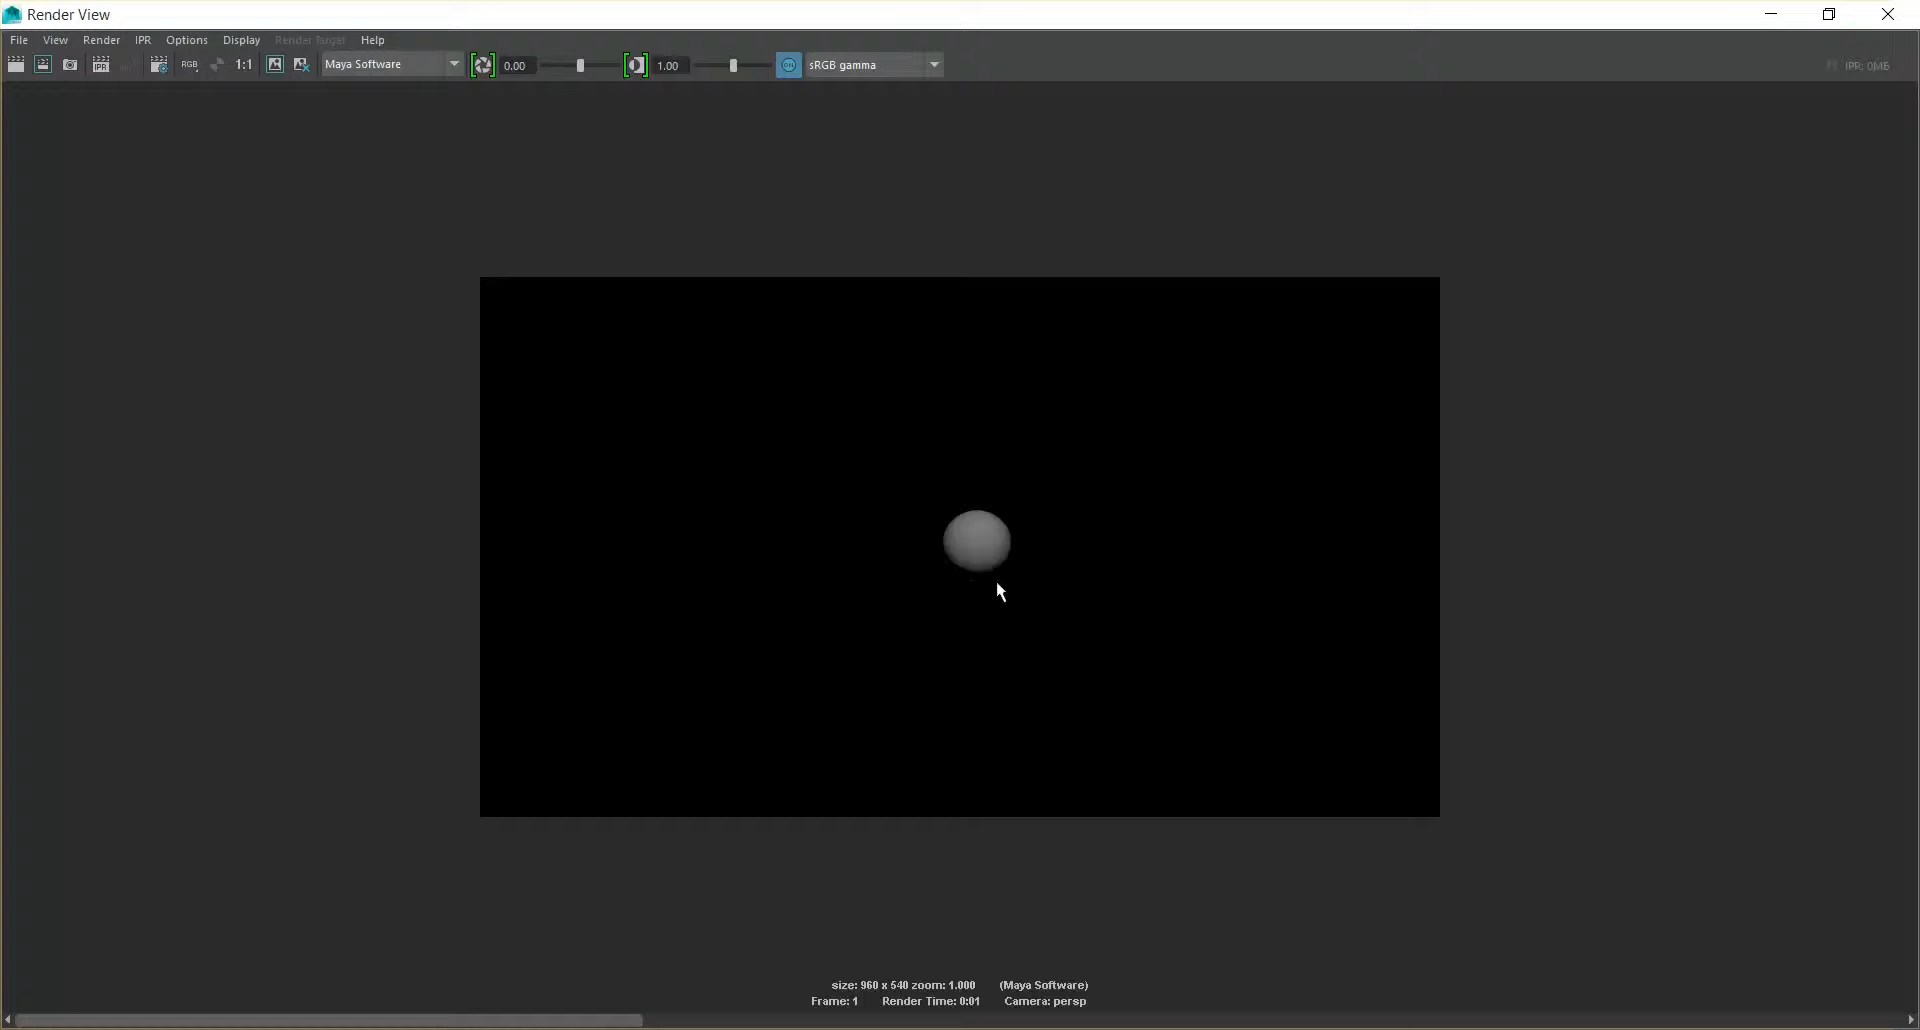 Render View
File View Render IPR Options Display Render Target Help
IPR RGB 1:1 Maya Software 0.00 1.00 ON sRGB gamma IPR: 0MB
size: 960 x 540 zoom: 1.000 (Maya Software)
Frame: 1 Render Time: 0:01 Camera: persp